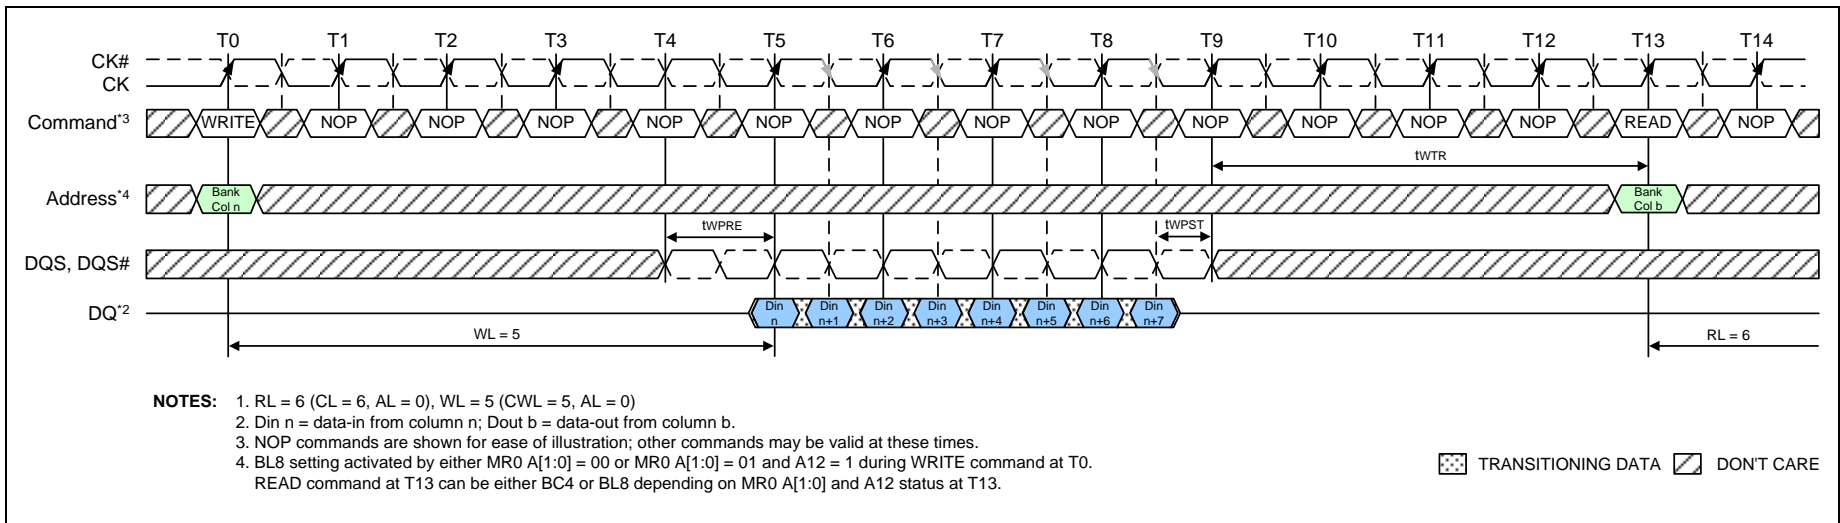 T0 T1 T2 T3 T4 T5 T6 T7 T8 T9 T10 T11 T12 T13 T14
CK#
CK
Command*3 WRITE NOP NOP NOP NOP NOP NOP NOP NOP NOP NOP NOP NOP READ NOP
tWTR
Address*4 Bank Col n Bank Col b
tWPRE tWPST
DQS, DQS#
DQ*2 Din n Din n+1 Din n+2 Din n+3 Din n+4 Din n+5 Din n+6 Din n+7
WL = 5 RL = 6
NOTES: 1. RL = 6 (CL = 6, AL = 0), WL = 5 (CWL = 5, AL = 0)
2. Din n = data-in from column n; Dout b = data-out from column b.
3. NOP commands are shown for ease of illustration; other commands may be valid at these times.
4. BL8 setting activated by either MR0 A[1:0] = 00 or MR0 A[1:0] = 01 and A12 = 1 during WRITE command at T0.
READ command at T13 can be either BC4 or BL8 depending on MR0 A[1:0] and A12 status at T13.
TRANSITIONING DATA DON'T CARE